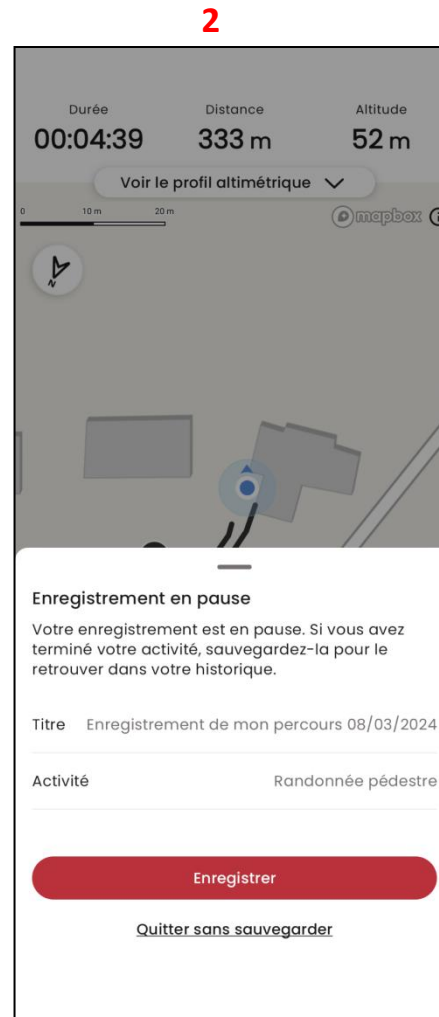 2
Durée Distance Altitude
00:04:39 333 m 52 m
Voir le profil altimétrique
0 10 m 20 m
mapbox
N
Enregistrement en pause
Votre enregistrement est en pause. Si vous avez
terminé votre activité, sauvegardez-la pour le
retrouver dans votre historique.
Titre Enregistrement de mon percours 08/03/2024
Activité Randonnée pédestre
Enregistrer
Quitter sans sauvegarder